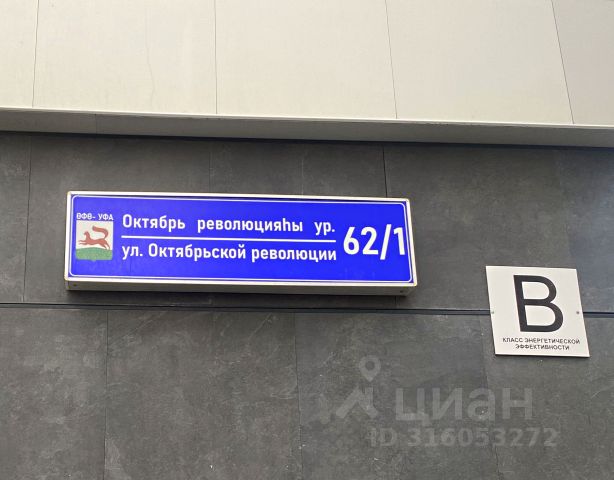 ӨФӨ- УФА
Октябрь революцияһы ур.
ул. Октябрьской революции
62/1
B
КЛАСС ЭНЕРГЕТИЧЕСКОЙ
ЭФФЕКТИВНОСТИ
циан
ID 316053272